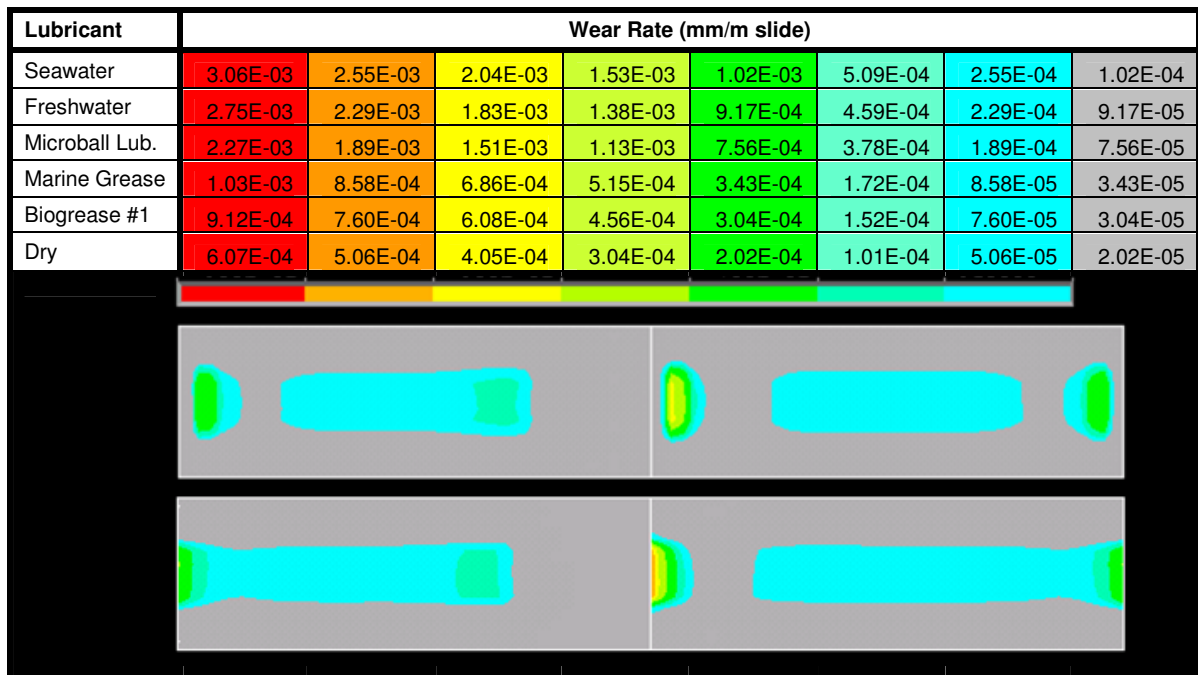 Lubricant Wear Rate (mm/m slide)
Seawater 3.06E-03 2.55E-03 2.04E-03 1.53E-03 1.02E-03 5.09E-04 2.55E-04 1.02E-04
Freshwater 2.75E-03 2.29E-03 1.83E-03 1.38E-03 9.17E-04 4.59E-04 2.29E-04 9.17E-05
Microball Lub. 2.27E-03 1.89E-03 1.51E-03 1.13E-03 7.56E-04 3.78E-04 1.89E-04 7.56E-05
Marine Grease 1.03E-03 8.58E-04 6.86E-04 5.15E-04 3.43E-04 1.72E-04 8.58E-05 3.43E-05
Biogrease #1 9.12E-04 7.60E-04 6.08E-04 4.56E-04 3.04E-04 1.52E-04 7.60E-05 3.04E-05
Dry 6.07E-04 5.06E-04 4.05E-04 3.04E-04 2.02E-04 1.01E-04 5.06E-05 2.02E-05